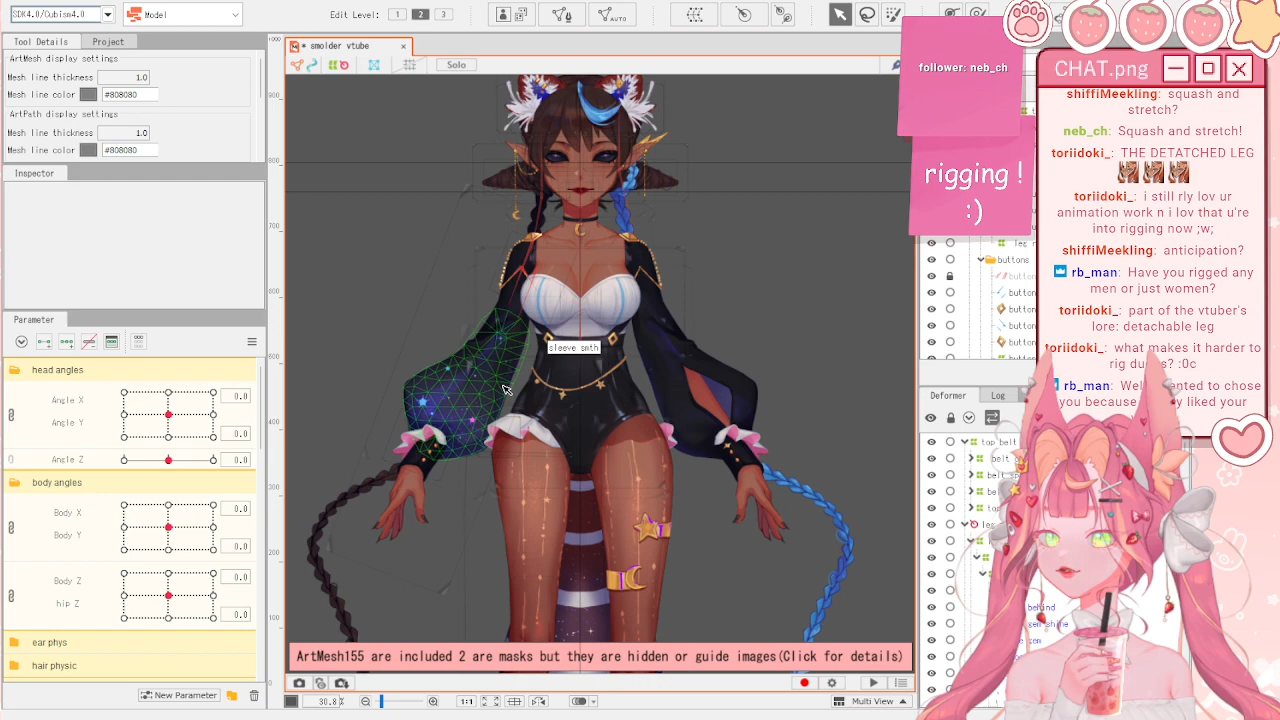 SDK4.0/Cubism4.0
Model
Edit Level:
1
2
3
AUTO
Tool Details
Project
ArtMesh display settings
Mesh line thickness 1.0
Mesh line color #808080
ArtPath display settings
Mesh line thickness 1.0
Mesh line color #808080
Inspector
Parameter
head angles
Angle X 0.0
Angle Y 0.0
Angle Z 0.0
body angles
Body X 0.0
Body Y 0.0
Body Z 0.0
hip Z 0.0
ear phys
hair physic
New Parameter
* smolder vtube
Solo
sleeve smth
ArtMesh155 are included 2 are masks but they are hidden or guide images(Click for details)
1:1
Multi View
follower: neb_ch
rigging !
:)
buttons
Deformer
Log
top belt
behind
CHAT.png
shiffiMeekling: squash and
stretch?
neb_ch: Squash and stretch!
toriidoki_: THE DETATCHED LEG
toriidoki_: i still rly lov ur
animation work n i lov that u're
into rigging now ;w;
shiffiMeekling: anticipation?
rb_man: Have you rigged any
men or just women?
toriidoki_: part of the vtuber's
lore: detachable leg
toriidoki_: what makes it harder to